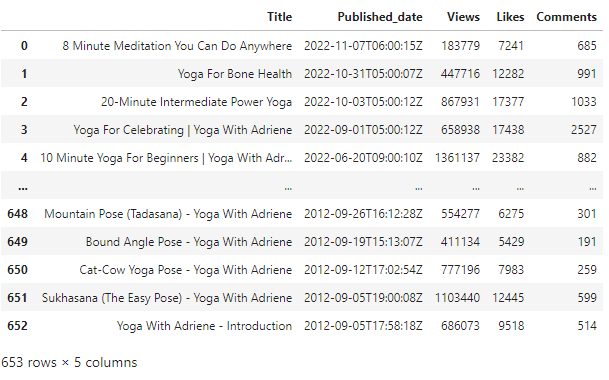 Title Published_date Views Likes Comments
0 8 Minute Meditation You Can Do Anywhere 2022-11-07T06:00:15Z 183779 7241 685
1 Yoga For Bone Health 2022-10-31T05:00:07Z 447716 12282 991
2 20-Minute Intermediate Power Yoga 2022-10-03T05:00:12Z 867931 17377 1033
3 Yoga For Celebrating | Yoga With Adriene 2022-09-01T05:00:12Z 658938 17438 2527
4 10 Minute Yoga For Beginners | Yoga With Adr... 2022-06-20T09:00:10Z 1361137 23382 882
... ... ... ... ... ...
648 Mountain Pose (Tadasana) - Yoga With Adriene 2012-09-26T16:12:28Z 554277 6275 301
649 Bound Angle Pose - Yoga With Adriene 2012-09-19T15:13:07Z 411134 5429 191
650 Cat-Cow Yoga Pose - Yoga With Adriene 2012-09-12T17:02:54Z 777196 7983 259
651 Sukhasana (The Easy Pose) - Yoga With Adriene 2012-09-05T19:00:08Z 1103440 12445 599
652 Yoga With Adriene - Introduction 2012-09-05T17:58:18Z 686073 9518 514
653 rows × 5 columns